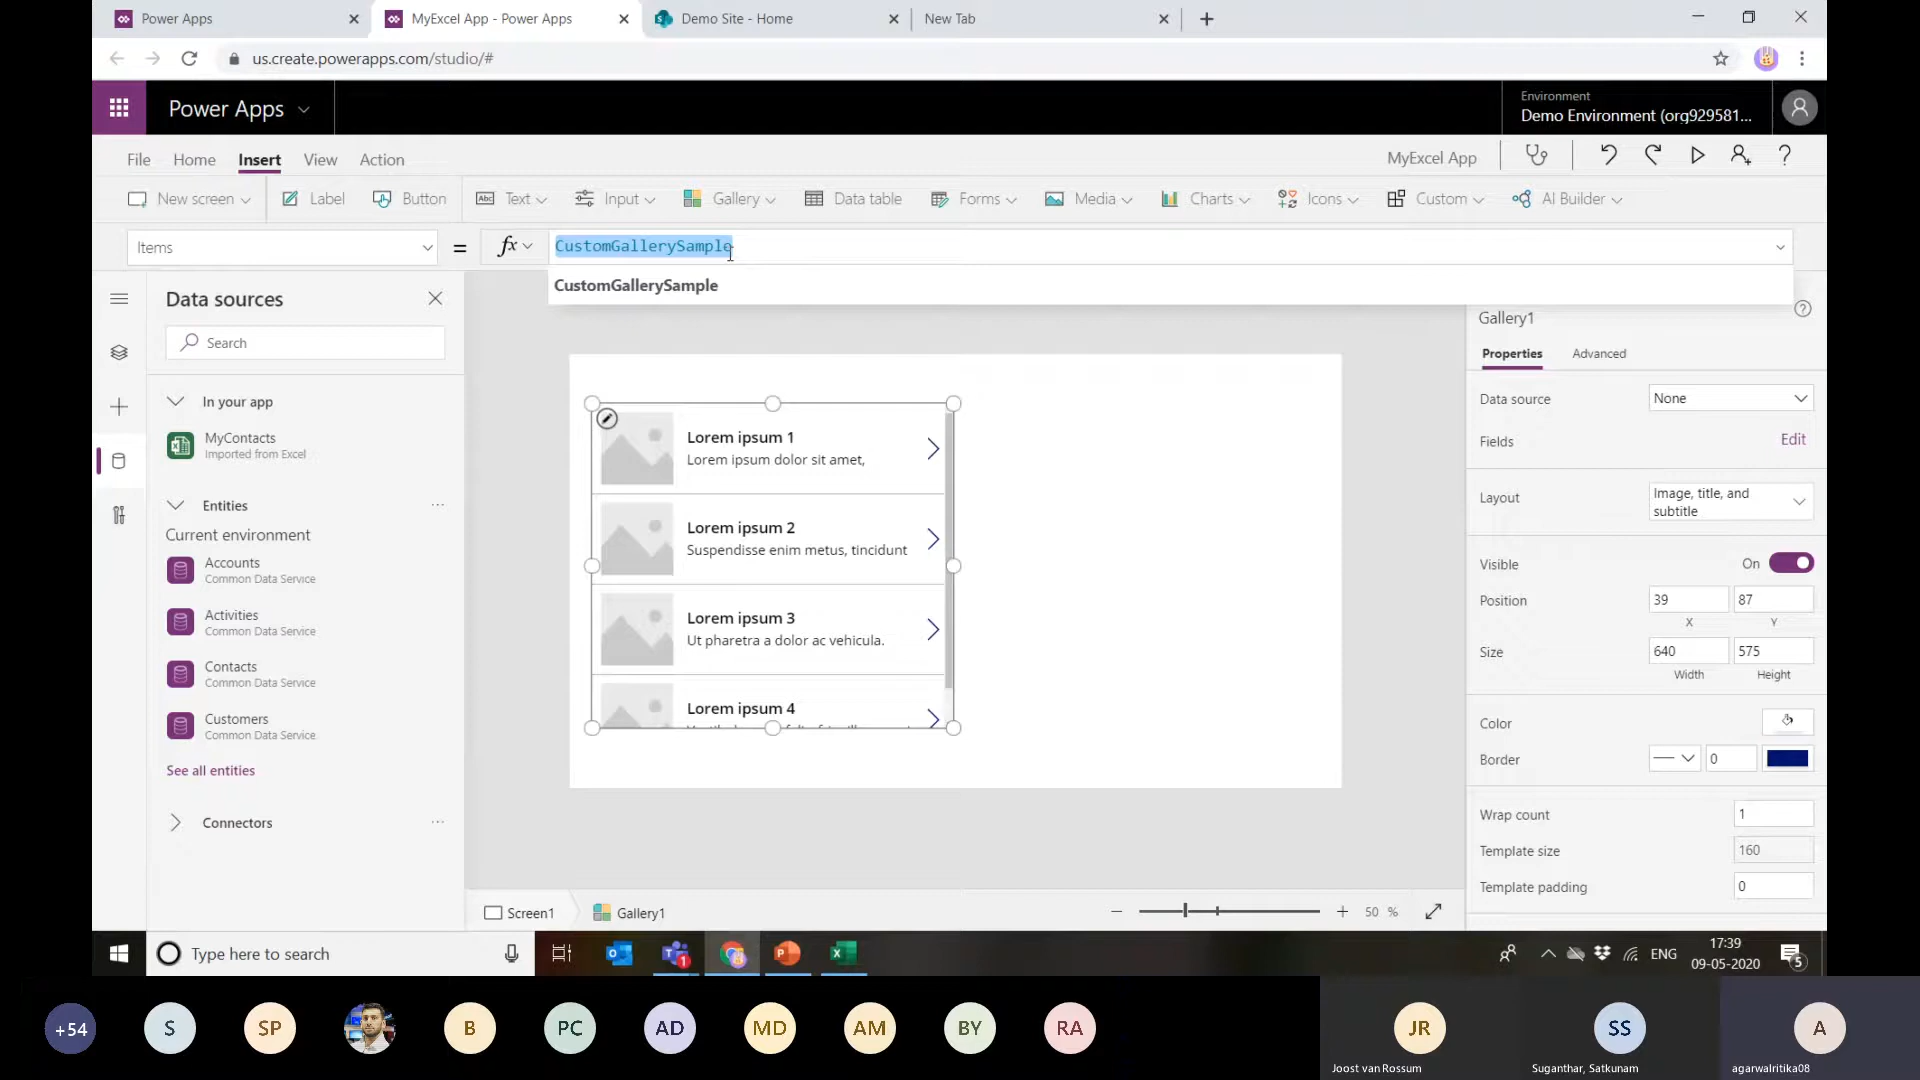 Power Apps
MyExcel App - Power Apps
Demo Site - Home
New Tab
us.create.powerapps.com/studio/#
Power Apps
Environment
Demo Environment (org929581...
File
Home
Insert
View
Action
MyExcel App
New screen
Label
Button
Abc
Text
Input
Gallery
Data table
Forms
Media
Charts
Icons
Custom
AI Builder
Items
=
fx
CustomGallerySample
CustomGallerySample
Data sources
Search
In your app
MyContacts
Imported from Excel
Entities
Current environment
Accounts
Common Data Service
Activities
Common Data Service
Contacts
Common Data Service
Customers
Common Data Service
See all entities
Connectors
Lorem ipsum 1
Lorem ipsum dolor sit amet,
Lorem ipsum 2
Suspendisse enim metus, tincidunt
Lorem ipsum 3
Ut pharetra a dolor ac vehicula.
Lorem ipsum 4
Gallery1
Properties
Advanced
Data source
None
Fields
Edit
Layout
Image, title, and
subtitle
Visible
On
Position
39
87
X
Y
Size
640
575
Width
Height
Color
Border
0
Wrap count
1
Template size
160
Template padding
0
Screen1
Gallery1
50 %
Type here to search
ENG
17:39
09-05-2020
5
+54
S
SP
B
PC
AD
MD
AM
BY
RA
JR
Joost van Rossum
SS
Suganthar, Satkunam
A
agarwalritika08